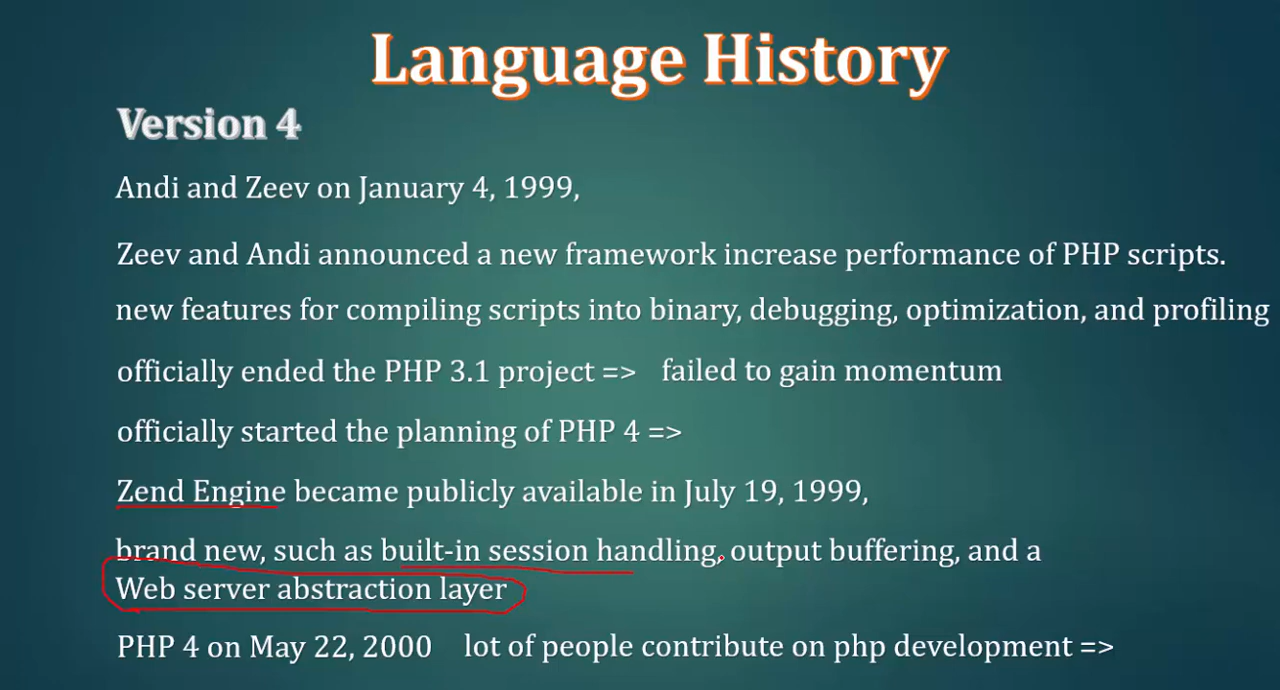 Language History
Version 4
Andi and Zeev on January 4, 1999,
Zeev and Andi announced a new framework increase performance of PHP scripts.
new features for compiling scripts into binary, debugging, optimization, and profiling
officially ended the PHP 3.1 project => failed to gain momentum
officially started the planning of PHP 4 =>
Zend Engine became publicly available in July 19, 1999,
brand new, such as built-in session handling, output buffering, and a
Web server abstraction layer
PHP 4 on May 22, 2000 lot of people contribute on php development =>